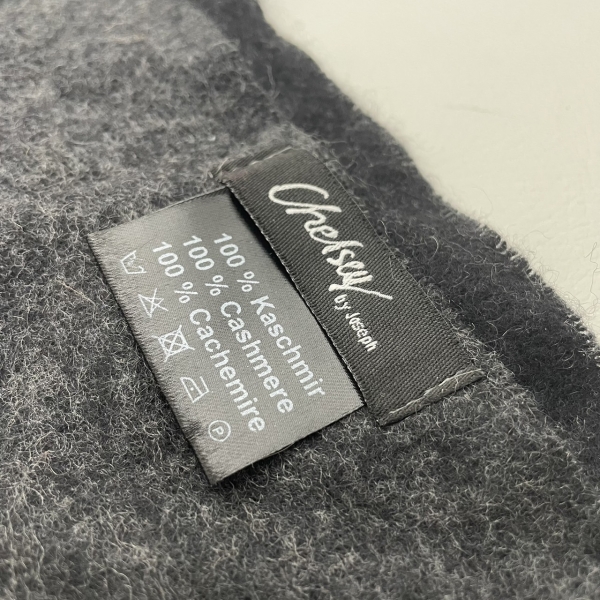 Chelsey
by Joseph
100 % Kaschmir
100 % Cashmere
100 % Cachemire
P